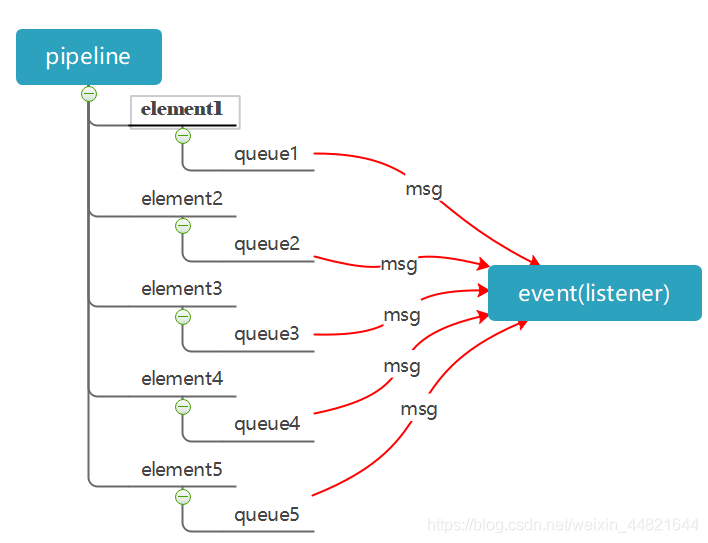 pipeline
element1
queue1
msg
element2
queue2
msg
event(listener)
element3
queue3
msg
element4
msg
queue4
msg
element5
queue5
https://blog.csdn.net/weixin_44821644